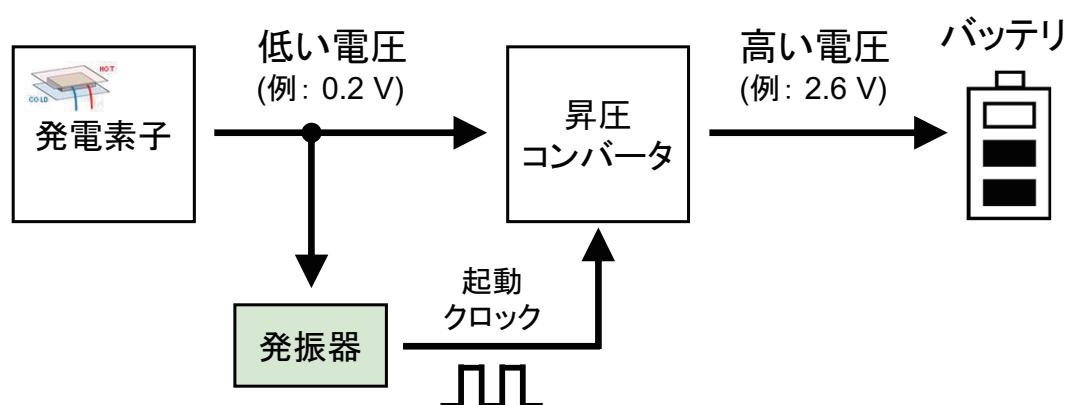 HOT
COLD
発電素子
低い電圧
(例: 0.2 V)
昇圧
コンバータ
高い電圧
(例: 2.6 V)
バッテリ
発振器
起動
クロック